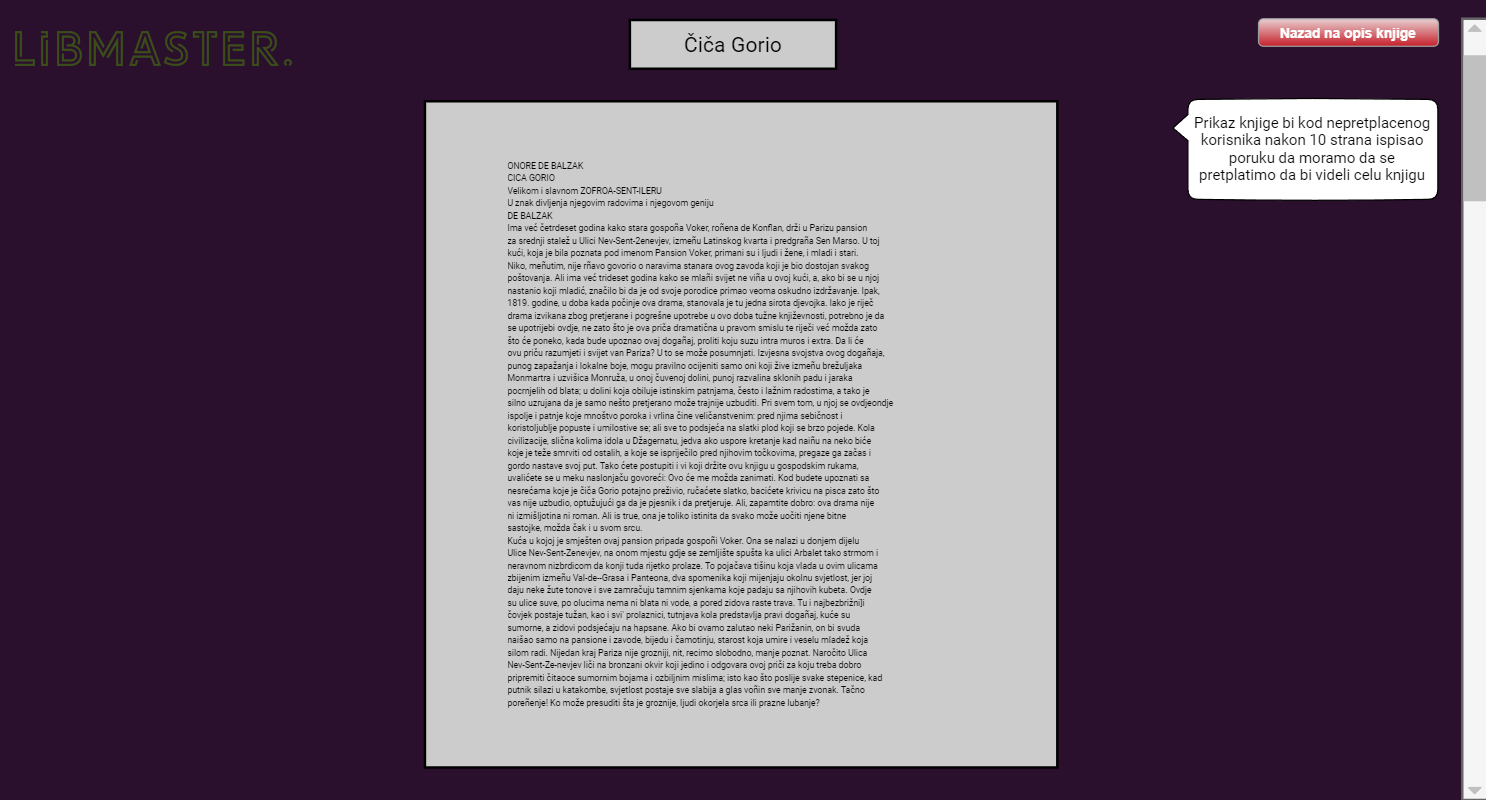 LiBMASTER.
Čiča Gorio
Nazad na opis knjige
Prikaz knjige bi kod nepretplacenog
korisnika nakon 10 strana ispisao
poruku da moramo da se
pretplatimo da bi videli celu knjigu
ONORE DE BALZAK
CICA GORIO
Velikom i slavnom ZOFROA-SENT-ILERU
U znak divljenja njegovim radovima i njegovom geniju
DE BALZAK
Ima već četrdeset godina kako stara gospoña Voker, roñena de Konflan, drži u Parizu pansion
za srednji stalež u Ulici Nev-Sent-2enevjev, izmeñu Latinskog kvarta i predgraña Sen Marso. U toj
kući, koja je bila poznata pod imenom Pansion Voker, primani su i ljudi i žene, i mladi i stari.
Niko, meñutim, nije rñavo govorio o naravima stanara ovog zavoda koji je bio dostojan svakog
poštovanja. Ali ima već trideset godina kako se mlañi svijet ne viña u ovoj kući, a, ako bi se u njoj
nastanio koji mladić, značilo bi da je od svoje porodice primao veoma oskudno izdržavanje. Ipak,
1819. godine, u doba kada počinje ova drama, stanovala je tu jedna sirota djevojka. Iako je riječ
drama izvikana zbog pretjerane i pogrešne upotrebe u ovo doba tužne književnosti, potrebno je da
se upotrijebi ovdje, ne zato što je ova priča dramatična u pravom smislu te riječi već možda zato
što će poneko, kada bude upoznao ovaj dogañaj, proliti koju suzu intra muros i extra. Da li će
ovu priču razumjeti i svijet van Pariza? U to se može posumnjati. Izvjesna svojstva ovog dogañaja,
punog zapažanja i lokalne boje, mogu pravilno ocijeniti samo oni koji žive izmeñu brežuljaka
Monmartra i uzvišica Monruža, u onoj čuvenoj dolini, punoj razvalina sklonih padu i jaraka
pocrnjelih od blata; u dolini koja obiluje istinskim patnjama, često i lažnim radostima, a tako je
silno uzrujana da je samo nešto pretjerano može trajnije uzbuditi. Pri svem tom, u njoj se ovdjeondje
ispolje i patnje koje mnoštvo poroka i vrlina čine veličanstvenim: pred njima sebičnost i
koristoljublje popuste i umilostive se; ali sve to podsjeća na slatki plod koji se brzo pojede. Kola
civilizacije, slična kolima idola u Džagernatu, jedva ako uspore kretanje kad naiñu na neko biće
koje je teže smrviti od ostalih, a koje se ispriječilo pred njihovim točkovima, pregaze ga začas i
gordo nastave svoj put. Tako ćete postupiti i vi koji držite ovu knjigu u gospodskim rukama,
uvalićete se u meku naslonjaču govoreći: Ovo će me možda zanimati. Kod budete upoznati sa
nesrećama koje je čiča Gorio potajno preživio, ručaćete slatko, bacićete krivicu na pisca zato što
vas nije uzbudio, optužujući ga da je pjesnik i da pretjeruje. Ali, zapamtite dobro: ova drama nije
ni izmišljotina ni roman. Ali is true, ona je toliko istinita da svako može uočiti njene bitne
sastojke, možda čak i u svom srcu.
Kuća u kojoj je smješten ovaj pansion pripada gospoñi Voker. Ona se nalazi u donjem dijelu
Ulice Nev-Sent-Zenevjev, na onom mjestu gdje se zemljište spušta ka ulici Arbalet tako strmom i
neravnom nizbrdicom da konji tuda rijetko prolaze. To pojačava tišinu koja vlada u ovim ulicama
zbijenim izmeñu Val-de--Grasa i Panteona, dva spomenika koji mijenjaju okolnu svjetlost, jer joj
daju neke žute tonove i sve zamračuju tamnim sjenkama koje padaju sa njihovih kubeta. Ovdje
su ulice suve, po olucima nema ni blata ni vode, a pored zidova raste trava. Tu i najbezbrižni)i
čovjek postaje tužan, kao i svi' prolaznici, tutnjava kola predstavlja pravi dogañaj, kuće su
sumorne, a zidovi podsjećaju na hapsane. Ako bi ovamo zalutao neki Parižanin, on bi svuda
naišao samo na pansione i zavode, bijedu i čamotinju, starost koja umire i veselu mladež koja
silom radi. Nijedan kraj Pariza nije grozniji, nit, recimo slobodno, manje poznat. Naročito Ulica
Nev-Sent-Ze-nevjev liči na bronzani okvir koji jedino i odgovara ovoj priči za koju treba dobro
pripremiti čitaoce sumornim bojama i ozbiljnim mislima; isto kao što poslije svake stepenice, kad
putnik silazi u katakombe, svjetlost postaje sve slabija a glas voñin sve manje zvonak. Tačno
poreñenje! Ko može presuditi šta je groznije, ljudi okorjela srca ili prazne lubanje?